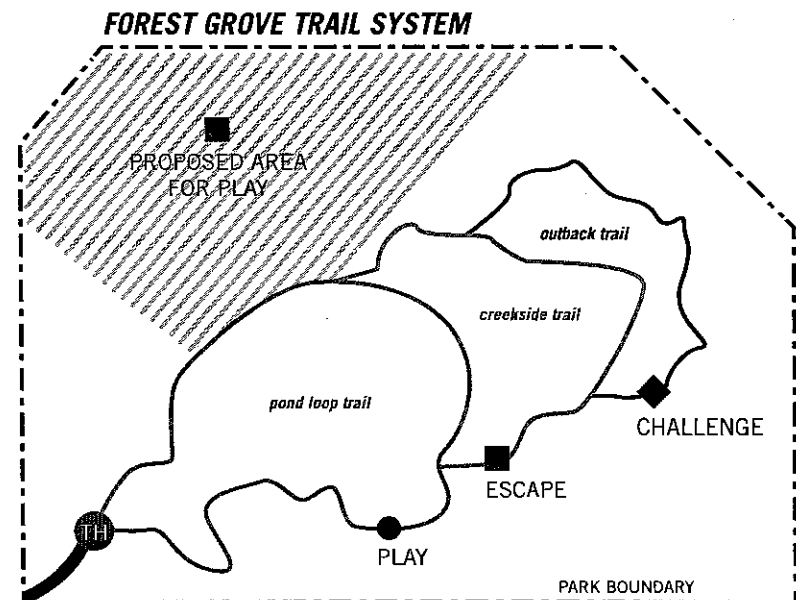 FOREST GROVE TRAIL SYSTEM
PROPOSED AREA
FOR PLAY
outback trail
creekside trail
pond loop trail
CHALLENGE
ESCAPE
TH
PLAY
PARK BOUNDARY